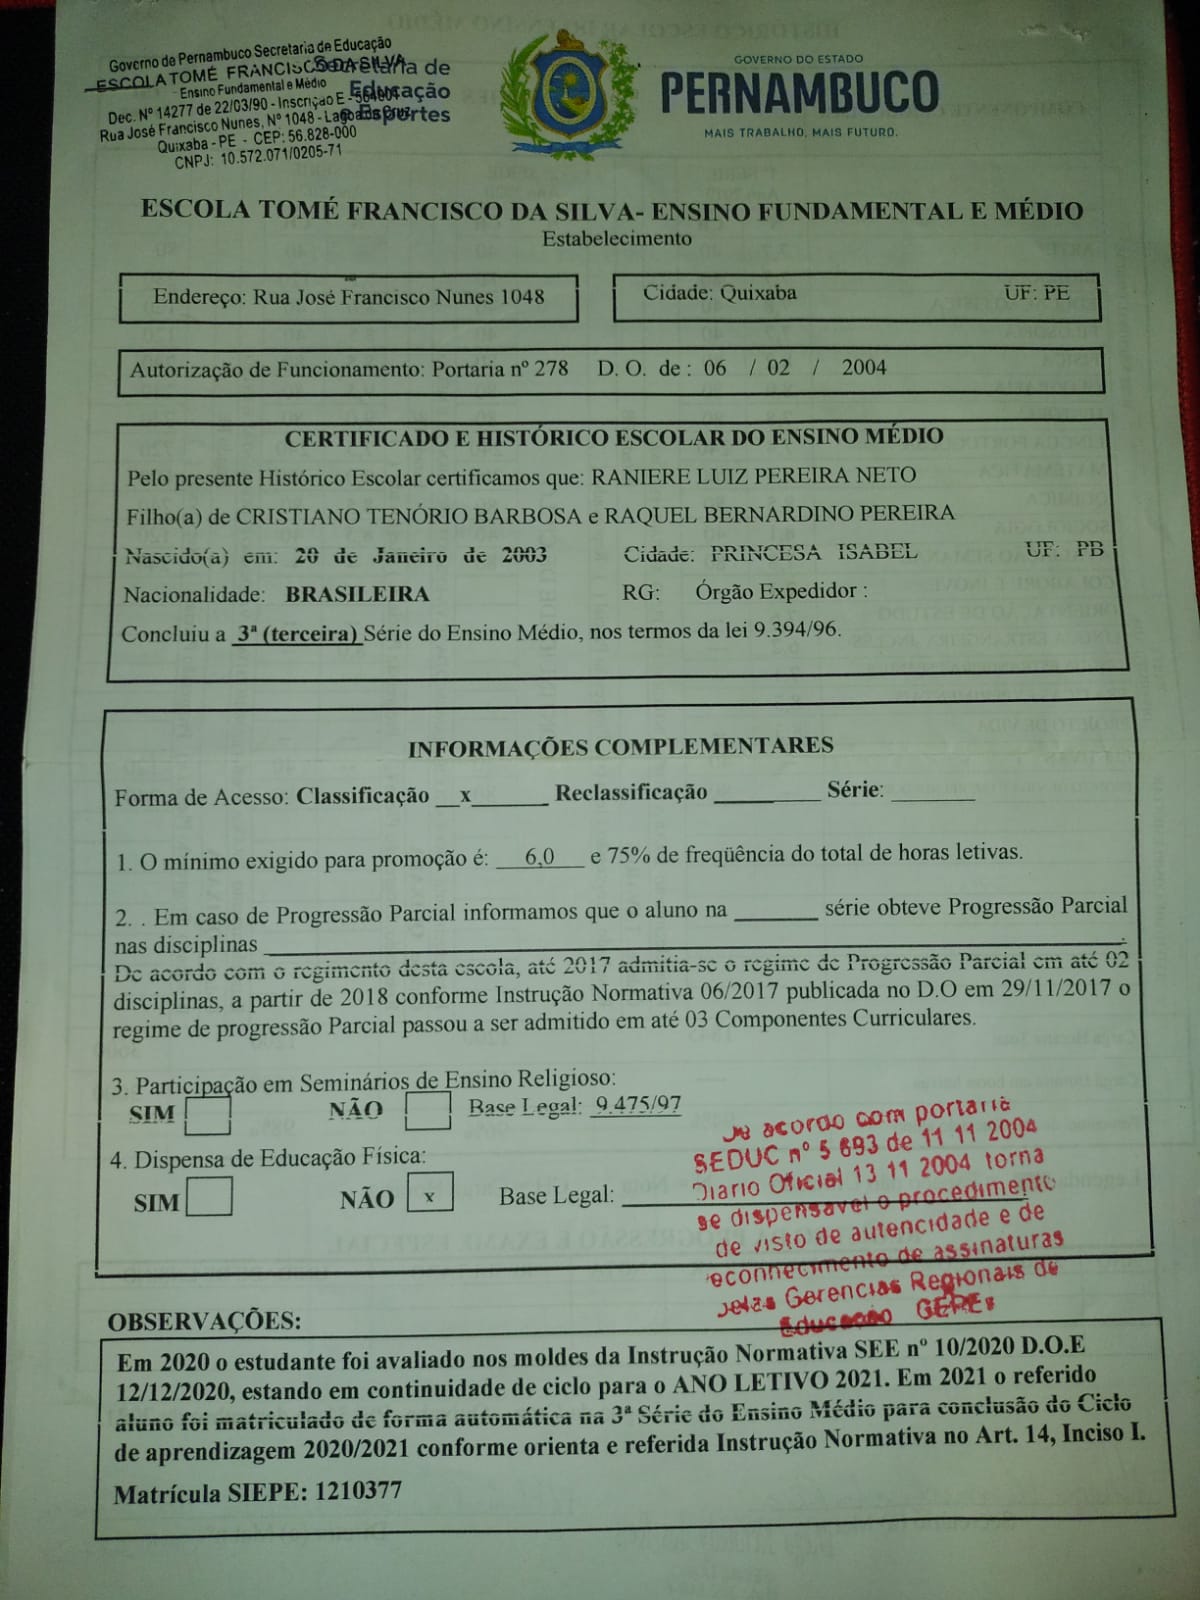 Governo de Pernambuco Secretaria de Educação
ESCOLA TOMÉ FRANCISCO DA SILVA
Ensino Fundamental e Médio
Dec. Nº 14277 de 22/03/90 - Inscrição E -
Rua José Francisco Nunes, Nº 1048 -
Quixaba - PE - CEP: 56.828-000
CNPJ: 10.572.071/0205-71
Secretaria de
Educação
e Esportes
GOVERNO DO ESTADO
PERNAMBUCO
MAIS TRABALHO, MAIS FUTURO.
ESCOLA TOMÉ FRANCISCO DA SILVA- ENSINO FUNDAMENTAL E MÉDIO
Estabelecimento
Endereço: Rua José Francisco Nunes 1048
Cidade: Quixaba UF: PE
Autorização de Funcionamento: Portaria nº 278 D. O. de : 06 / 02 / 2004
CERTIFICADO E HISTÓRICO ESCOLAR DO ENSINO MÉDIO
Pelo presente Histórico Escolar certificamos que: RANIERE LUIZ PEREIRA NETO
Filho(a) de CRISTIANO TENÓRIO BARBOSA e RAQUEL BERNARDINO PEREIRA
Nascido(a) em: 20 de Janeiro de 2003 Cidade: PRINCESA ISABEL UF: PB
Nacionalidade: BRASILEIRA RG: Órgão Expedidor :
Concluiu a 3ª (terceira) Série do Ensino Médio, nos termos da lei 9.394/96.
INFORMAÇÕES COMPLEMENTARES
Forma de Acesso: Classificação __x______ Reclassificação _________ Série: _______
1. O mínimo exigido para promoção é: __6,0__ e 75% de freqüência do total de horas letivas.
2. . Em caso de Progressão Parcial informamos que o aluno na _______ série obteve Progressão Parcial
nas disciplinas ______________________________.
De acordo com o regimento desta escola, até 2017 admitia-se o regime de Progressão Parcial em até 02
disciplinas, a partir de 2018 conforme Instrução Normativa 06/2017 publicada no D.O em 29/11/2017 o
regime de progressão Parcial passou a ser admitido em até 03 Componentes Curriculares.
3. Participação em Seminários de Ensino Religioso:
SIM NÃO Base Legal: 9.475/97
4. Dispensa de Educação Física:
SIM NÃO x Base Legal: ____________
De acordo com portaria
SEDUC nº 5 693 de 11 11 2004
Diario Oficial 13 11 2004 torna
se dispensavel o procedimento
de visto de autencidade e de
reconhecimento de assinaturas
pelas Gerencias Regionais de
Educação GEREs
OBSERVAÇÕES:
Em 2020 o estudante foi avaliado nos moldes da Instrução Normativa SEE nº 10/2020 D.O.E
12/12/2020, estando em continuidade de ciclo para o ANO LETIVO 2021. Em 2021 o referido
aluno foi matriculado de forma automática na 3ª Série do Ensino Médio para conclusão do Ciclo
de aprendizagem 2020/2021 conforme orienta e referida Instrução Normativa no Art. 14, Inciso I.
Matrícula SIEPE: 1210377